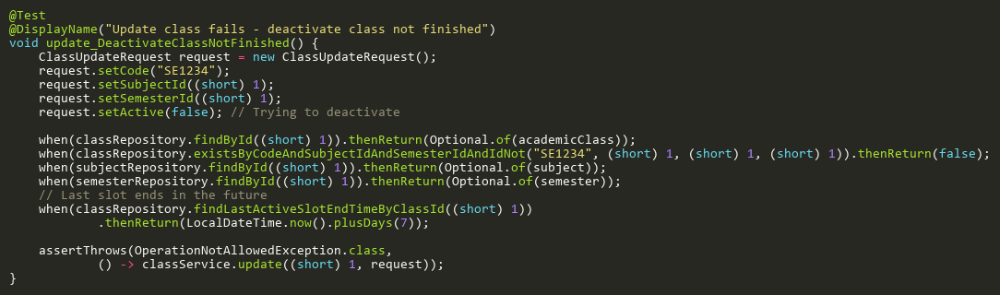 @Test
@DisplayName("Update class fails - deactivate class not finished")
void update_DeactivateClassNotFinished() {
    ClassUpdateRequest request = new ClassUpdateRequest();
    request.setCode("SE1234");
    request.setSubjectId((short) 1);
    request.setSemesterId((short) 1);
    request.setActive(false); // Trying to deactivate

    when(classRepository.findById((short) 1)).thenReturn(Optional.of(academicClass));
    when(classRepository.existsByCodeAndSubjectIdAndSemesterIdAndIdNot("SE1234", (short) 1, (short) 1, (short) 1)).thenReturn(false);
    when(subjectRepository.findById((short) 1)).thenReturn(Optional.of(subject));
    when(semesterRepository.findById((short) 1)).thenReturn(Optional.of(semester));
    // Last slot ends in the future
    when(classRepository.findLastActiveSlotEndTimeByClassId((short) 1))
            .thenReturn(LocalDateTime.now().plusDays(7));

    assertThrows(OperationNotAllowedException.class,
            () -> classService.update((short) 1, request));
}